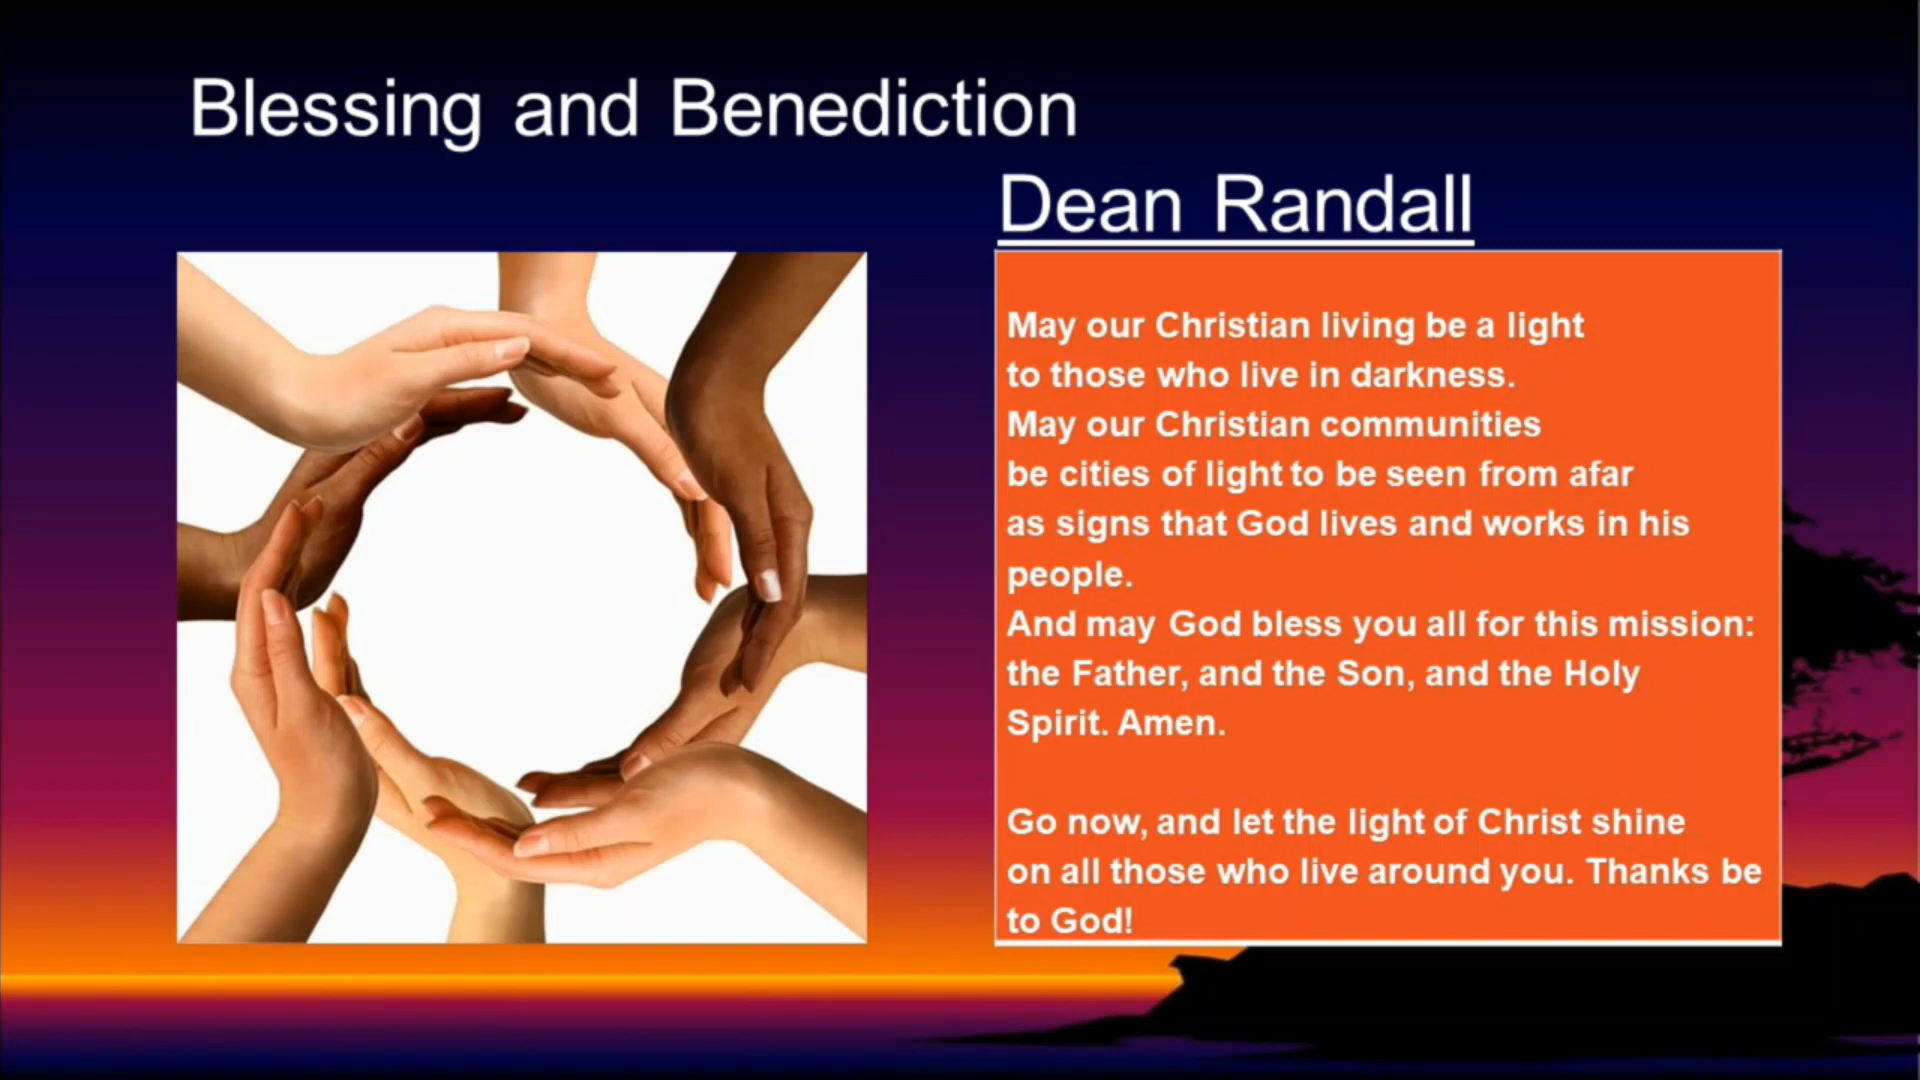 Blessing and Benediction
Dean Randall
May our Christian living be a light
to those who live in darkness.
May our Christian communities
be cities of light to be seen from afar
as signs that God lives and works in his
people.
And may God bless you all for this mission:
the Father, and the Son, and the Holy
Spirit. Amen.
Go now, and let the light of Christ shine
on all those who live around you. Thanks be
to God!